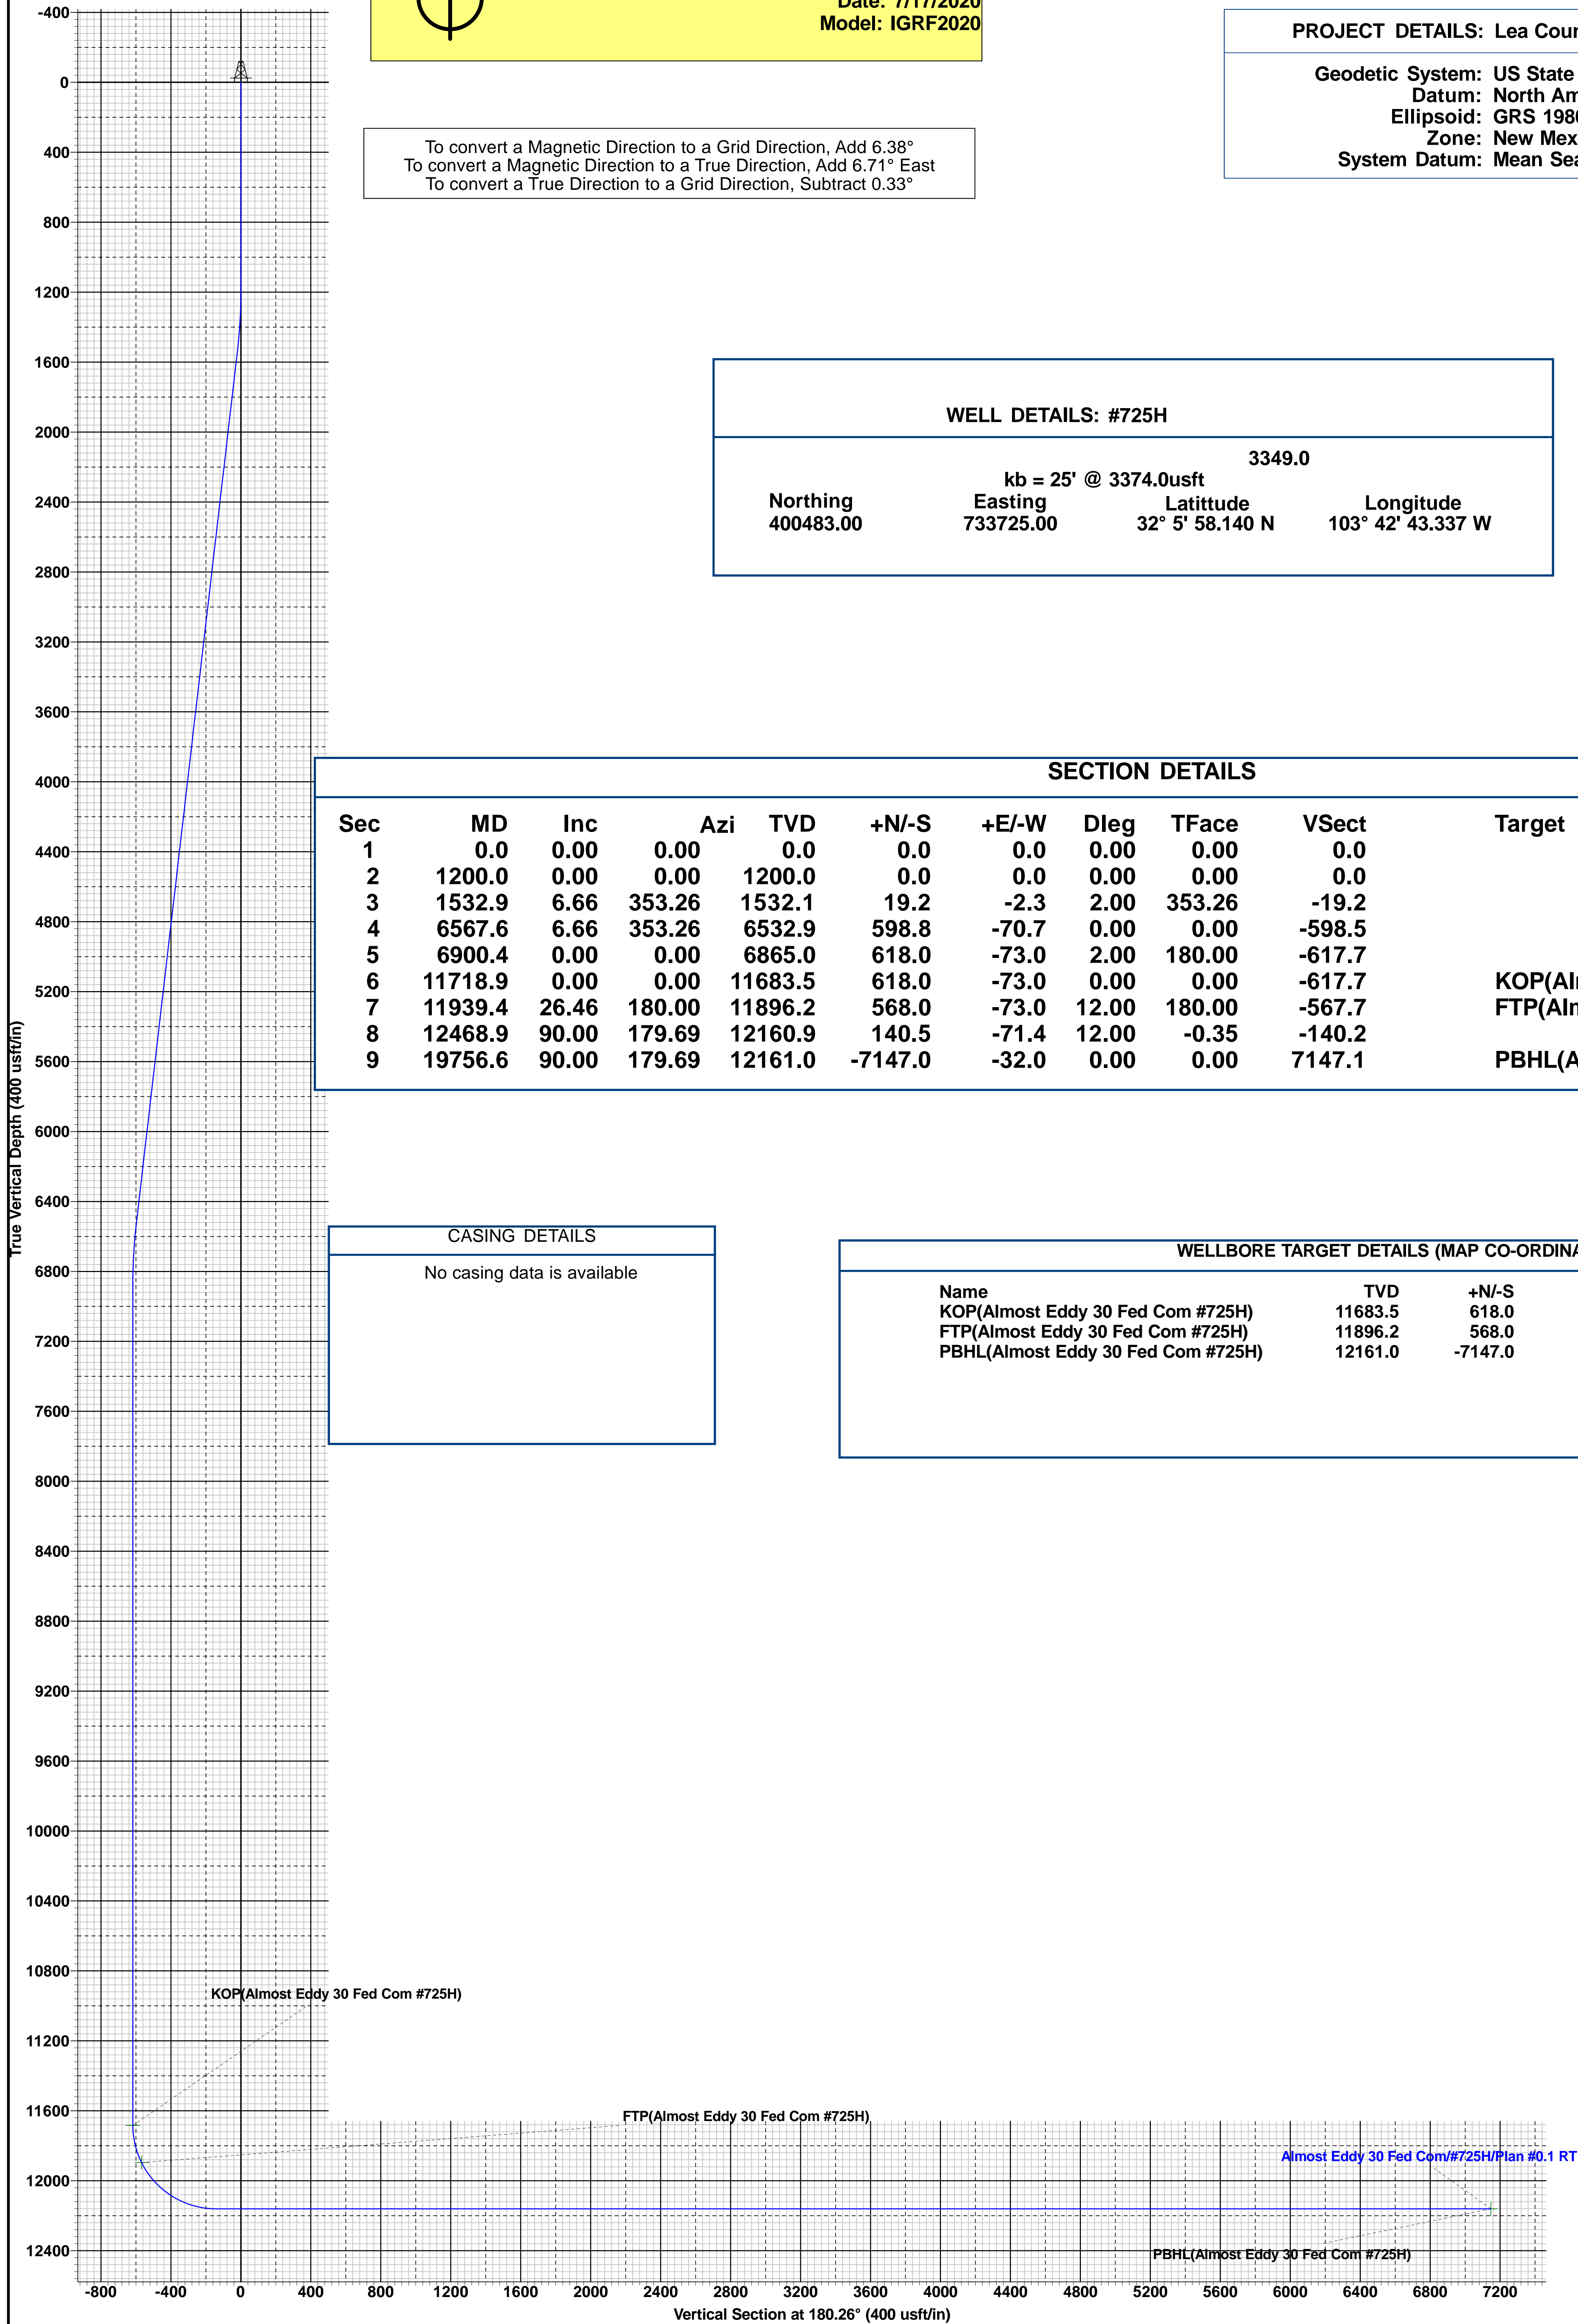 Date: 7/17/2020
Model: IGRF2020
To convert a Magnetic Direction to a Grid Direction, Add 6.38°
To convert a Magnetic Direction to a True Direction, Add 6.71° East
To convert a True Direction to a Grid Direction, Subtract 0.33°
PROJECT DETAILS: Lea Coun
Geodetic System: US State
Datum: North Am
Ellipsoid: GRS 1980
Zone: New Mex
System Datum: Mean Sea
WELL DETAILS: #725H
3349.0
kb = 25' @ 3374.0usft
Northing Easting Latittude Longitude
400483.00 733725.00 32° 5' 58.140 N 103° 42' 43.337 W
SECTION DETAILS
Sec MD Inc Azi TVD +N/-S +E/-W Dleg TFace VSect Target
1 0.0 0.00 0.00 0.0 0.0 0.0 0.00 0.00 0.0
2 1200.0 0.00 0.00 1200.0 0.0 0.0 0.00 0.00 0.0
3 1532.9 6.66 353.26 1532.1 19.2 -2.3 2.00 353.26 -19.2
4 6567.6 6.66 353.26 6532.9 598.8 -70.7 0.00 0.00 -598.5
5 6900.4 0.00 0.00 6865.0 618.0 -73.0 2.00 180.00 -617.7
6 11718.9 0.00 0.00 11683.5 618.0 -73.0 0.00 0.00 -617.7 KOP(Al
7 11939.4 26.46 180.00 11896.2 568.0 -73.0 12.00 180.00 -567.7 FTP(Alm
8 12468.9 90.00 179.69 12160.9 140.5 -71.4 12.00 -0.35 -140.2
9 19756.6 90.00 179.69 12161.0 -7147.0 -32.0 0.00 0.00 7147.1 PBHL(A
CASING DETAILS
No casing data is available
WELLBORE TARGET DETAILS (MAP CO-ORDINA
Name TVD +N/-S
KOP(Almost Eddy 30 Fed Com #725H) 11683.5 618.0
FTP(Almost Eddy 30 Fed Com #725H) 11896.2 568.0
PBHL(Almost Eddy 30 Fed Com #725H) 12161.0 -7147.0
True Vertical Depth (400 usft/in)
-400
0
400
800
1200
1600
2000
2400
2800
3200
3600
4000
4400
4800
5200
5600
6000
6400
6800
7200
7600
8000
8400
8800
9200
9600
10000
10400
10800
11200
11600
12000
12400
KOP(Almost Eddy 30 Fed Com #725H)
FTP(Almost Eddy 30 Fed Com #725H)
Almost Eddy 30 Fed Com/#725H/Plan #0.1 RT
PBHL(Almost Eddy 30 Fed Com #725H)
-800 -400 0 400 800 1200 1600 2000 2400 2800 3200 3600 4000 4400 4800 5200 5600 6000 6400 6800 7200
Vertical Section at 180.26° (400 usft/in)